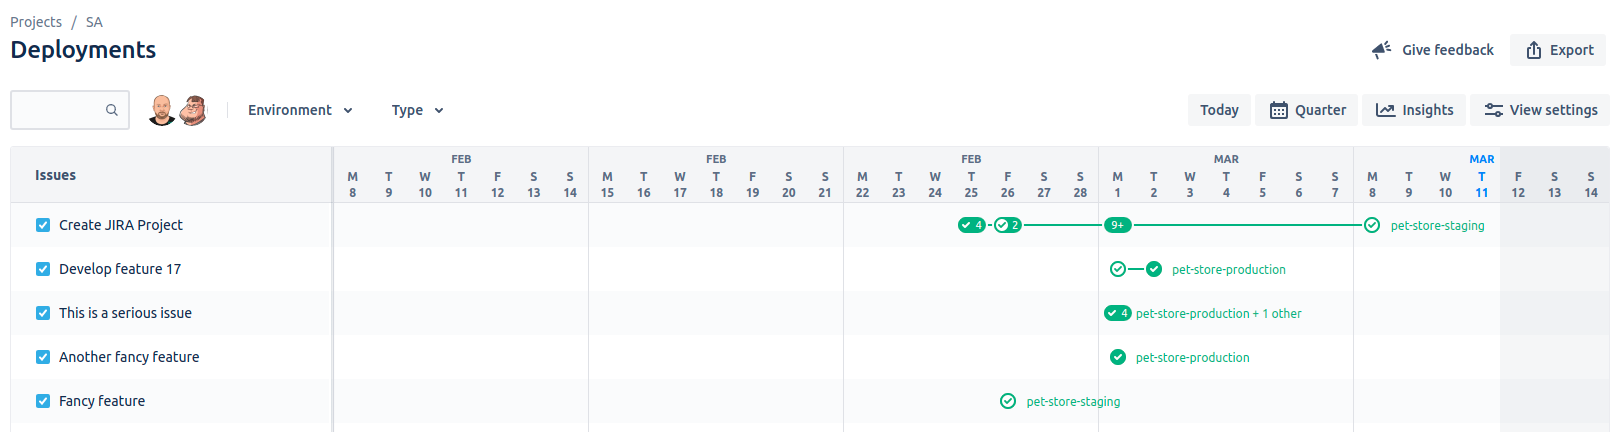 Projects / SA
Deployments
Give feedback
Export
Environment
Type
Today
Quarter
Insights
View settings
Issues
FEB
FEB
FEB
MAR
MAR
M T W T F S S M T W T F S S M T W T F S S M T W T F S S M T W T F S S
8 9 10 11 12 13 14 15 16 17 18 19 20 21 22 23 24 25 26 27 28 1 2 3 4 5 6 7 8 9 10 11 12 13 14
Create JIRA Project
4
2
9+
pet-store-staging
Develop feature 17
pet-store-production
This is a serious issue
4
pet-store-production + 1 other
Another fancy feature
pet-store-production
Fancy feature
pet-store-staging